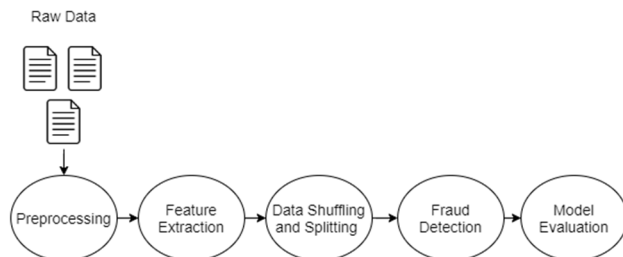 Raw Data
Preprocessing
Feature
Extraction
Data Shuffling
and Splitting
Fraud
Detection
Model
Evaluation